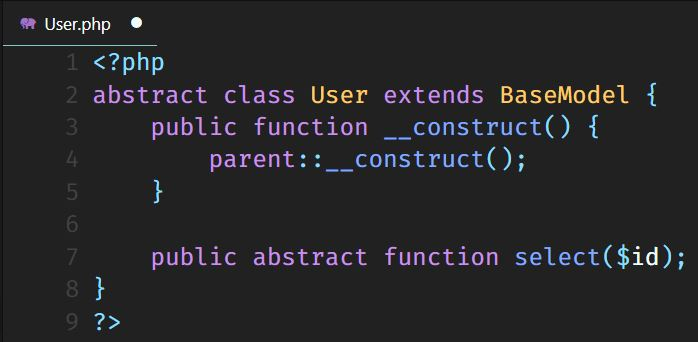 User.php
1 <?php
2 abstract class User extends BaseModel {
3     public function __construct() {
4         parent::__construct();
5     }
6
7     public abstract function select($id);
8 }
9 ?>